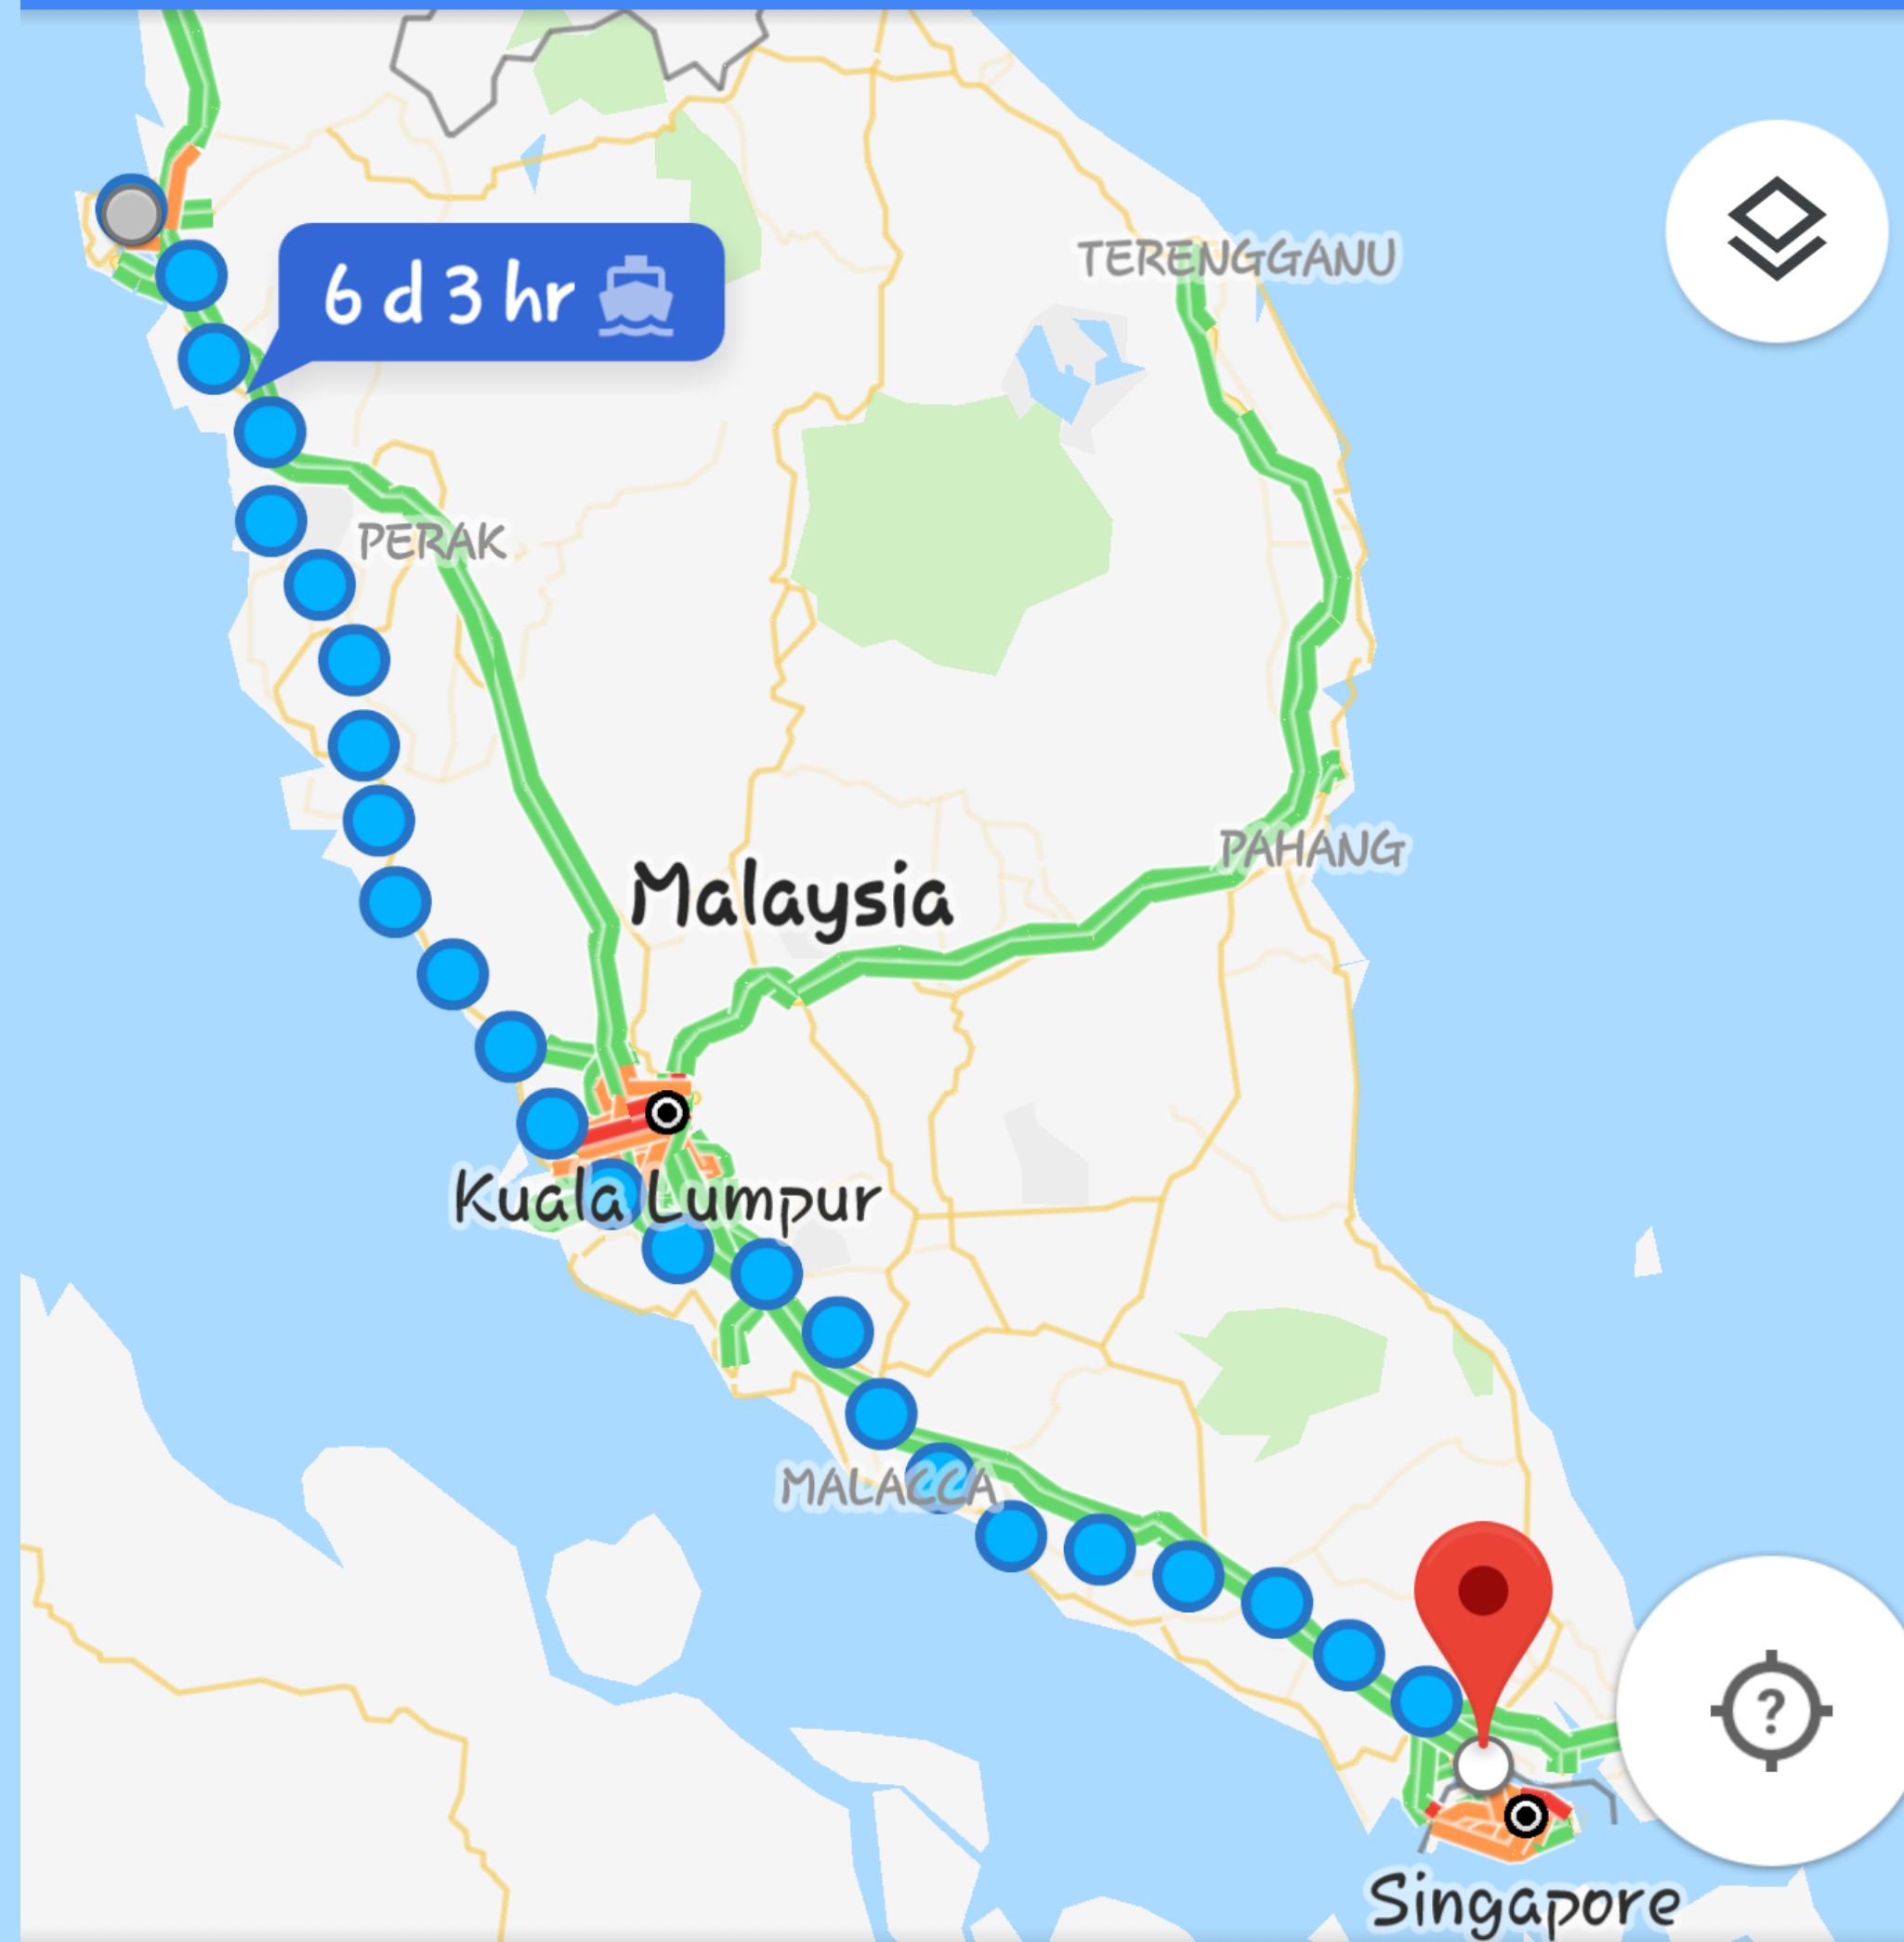 TERENGGANU
6 d 3 hr
PERAK
PAHANG
Malaysia
Kuala Lumpur
MALACCA
?
Singapore